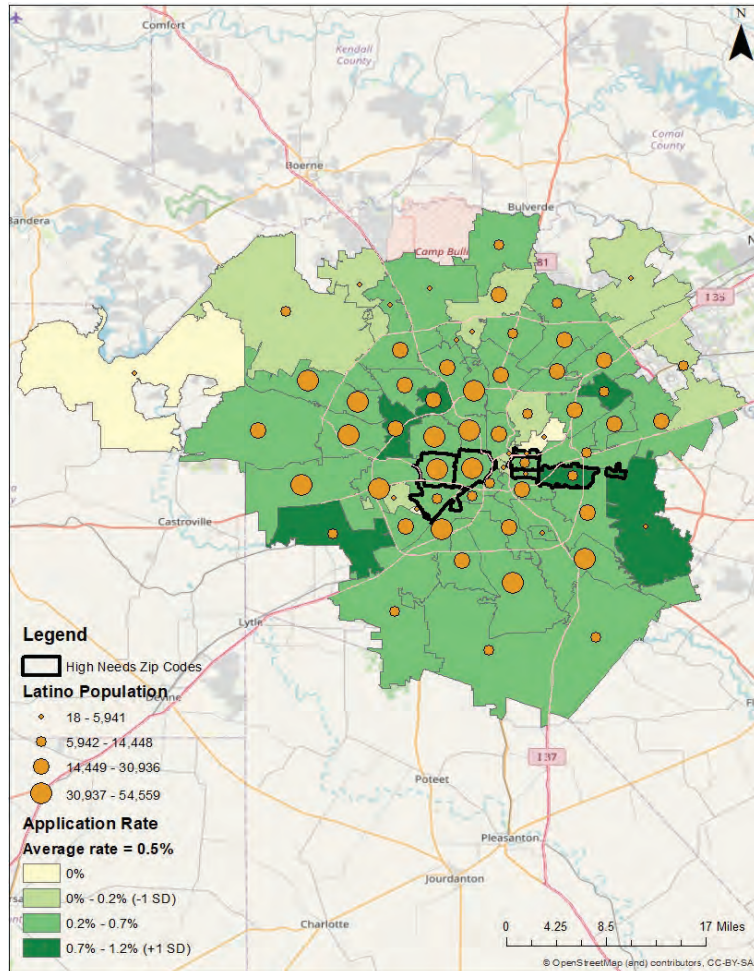 N
Comfort
Kendall
County
Comal
County
Boerne
Bulverde
Bandera
Camp Bulli
81
I 35
Castroville
Lytle
Devine
I 37
Poteet
Pleasanton
Jourdanton
Charlotte
Legend
High Needs Zip Codes
Latino Population
18 - 5,941
5,942 - 14,448
14,449 - 30,936
30,937 - 54,559
Application Rate
Average rate = 0.5%
0%
0% - 0.2% (-1 SD)
0.2% - 0.7%
0.7% - 1.2% (+1 SD)
0 4.25 8.5 17 Miles
© OpenStreetMap (and) contributors, CC-BY-SA